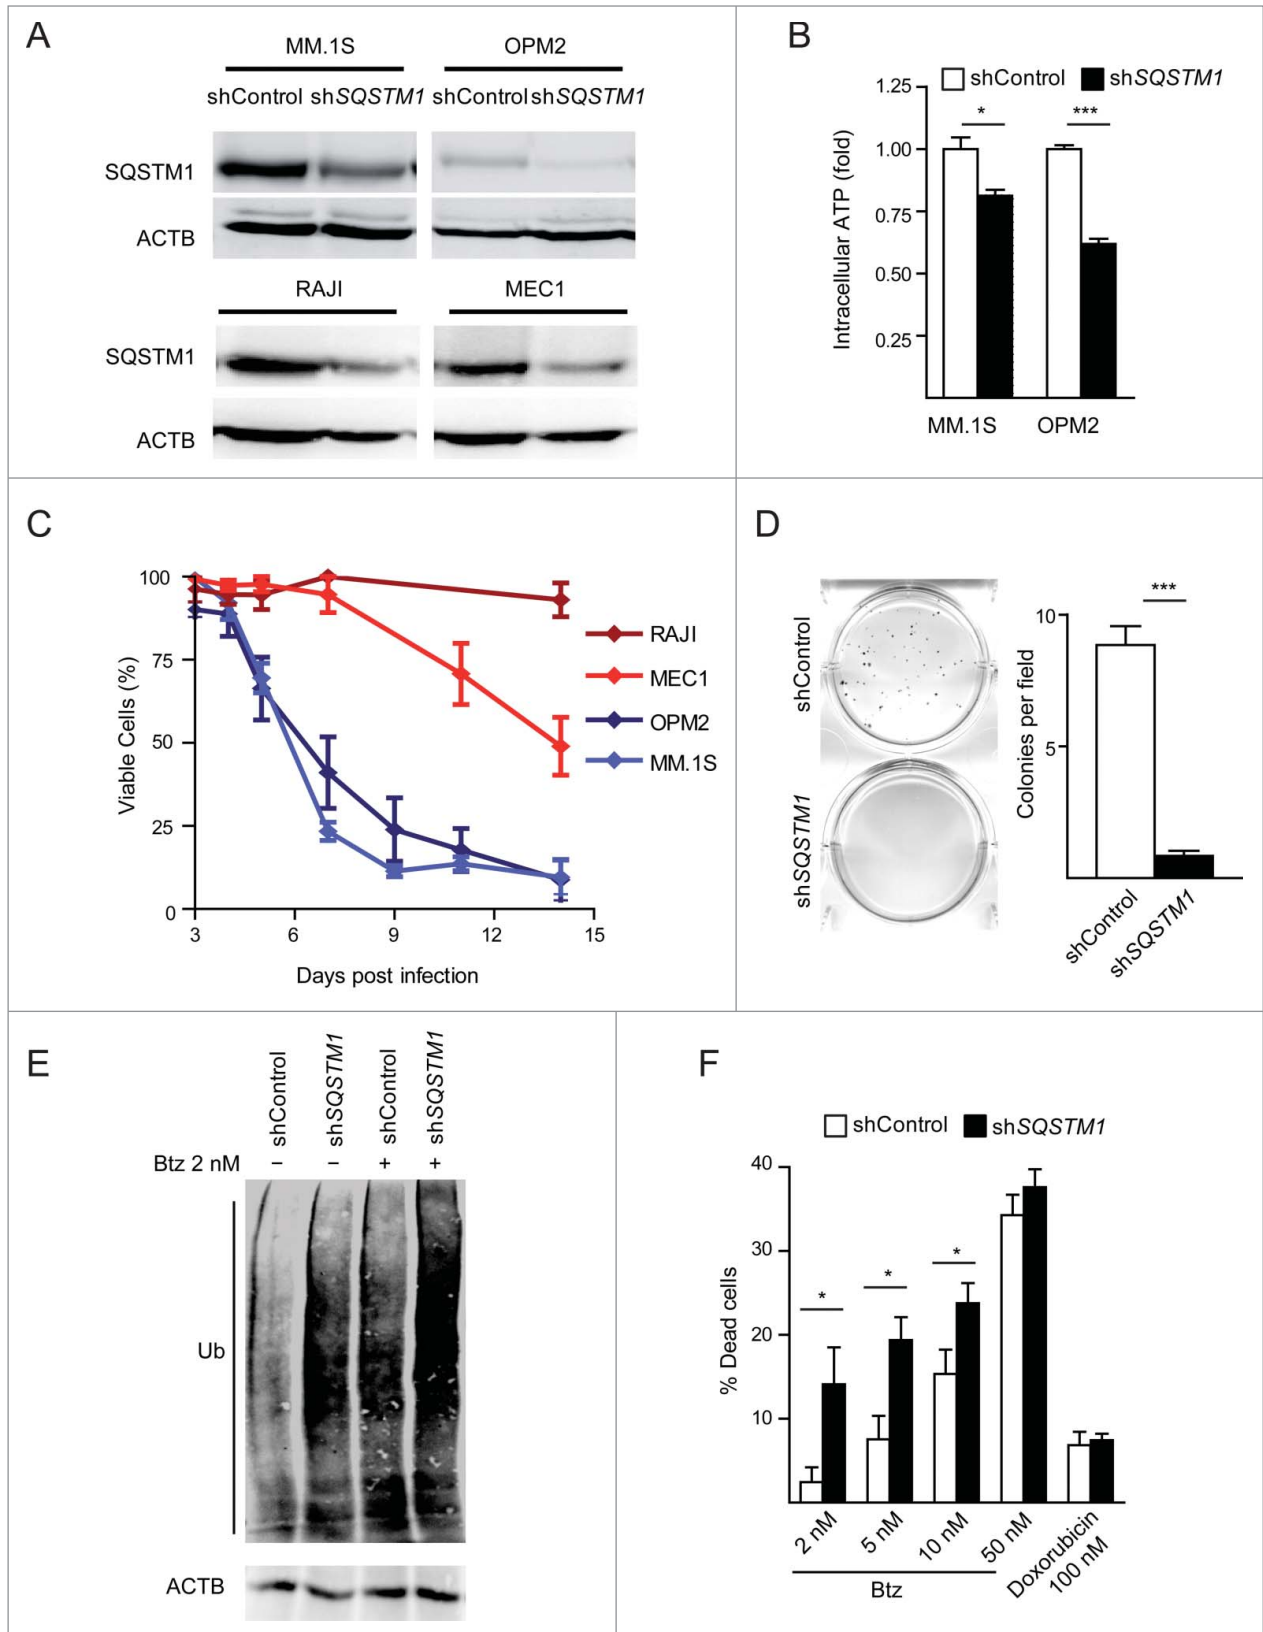 A
MM.1S OPM2
shControl shSQSTM1 shControl shSQSTM1
SQSTM1
ACTB
RAJI MEC1
SQSTM1
ACTB
B
shControl shSQSTM1
* ***
1.25
1.00
0.75
0.50
0.25
Intracellular ATP (fold)
MM.1S OPM2
C
100
75
50
25
0
Viable Cells (%)
3 6 9 12 15
Days post infection
RAJI
MEC1
OPM2
MM.1S
D
shControl
shSQSTM1
***
10
5
Colonies per field
shControl
shSQSTM1
E
shControl shSQSTM1 shControl shSQSTM1
Btz 2 nM – – + +
Ub
ACTB
F
shControl shSQSTM1
40
30
20
10
% Dead cells
* * *
2 nM 5 nM 10 nM 50 nM Doxorubicin
100 nM
Btz